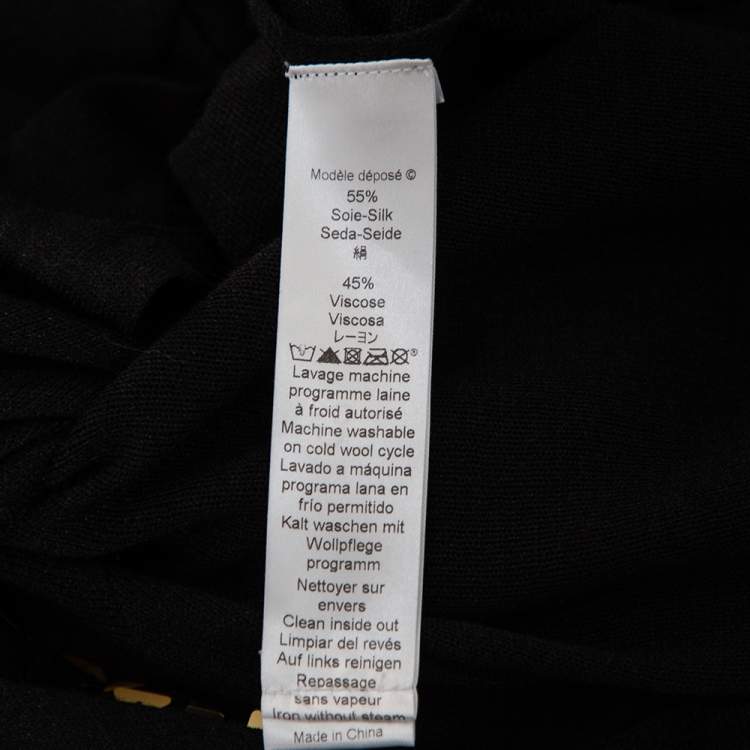 Modèle déposé ©
55%
Soie-Silk
Seda-Seide
絹
45%
Viscose
Viscosa
レーヨン
Lavage machine
programme laine
à froid autorisé
Machine washable
on cold wool cycle
Lavado a máquina
programa lana en
frío permitido
Kalt waschen mit
Wollpflege
programm
Nettoyer sur
envers
Clean inside out
Limpiar del revés
Auf links reinigen
Repassage
sans vapeur
Iron without steam
Made in China